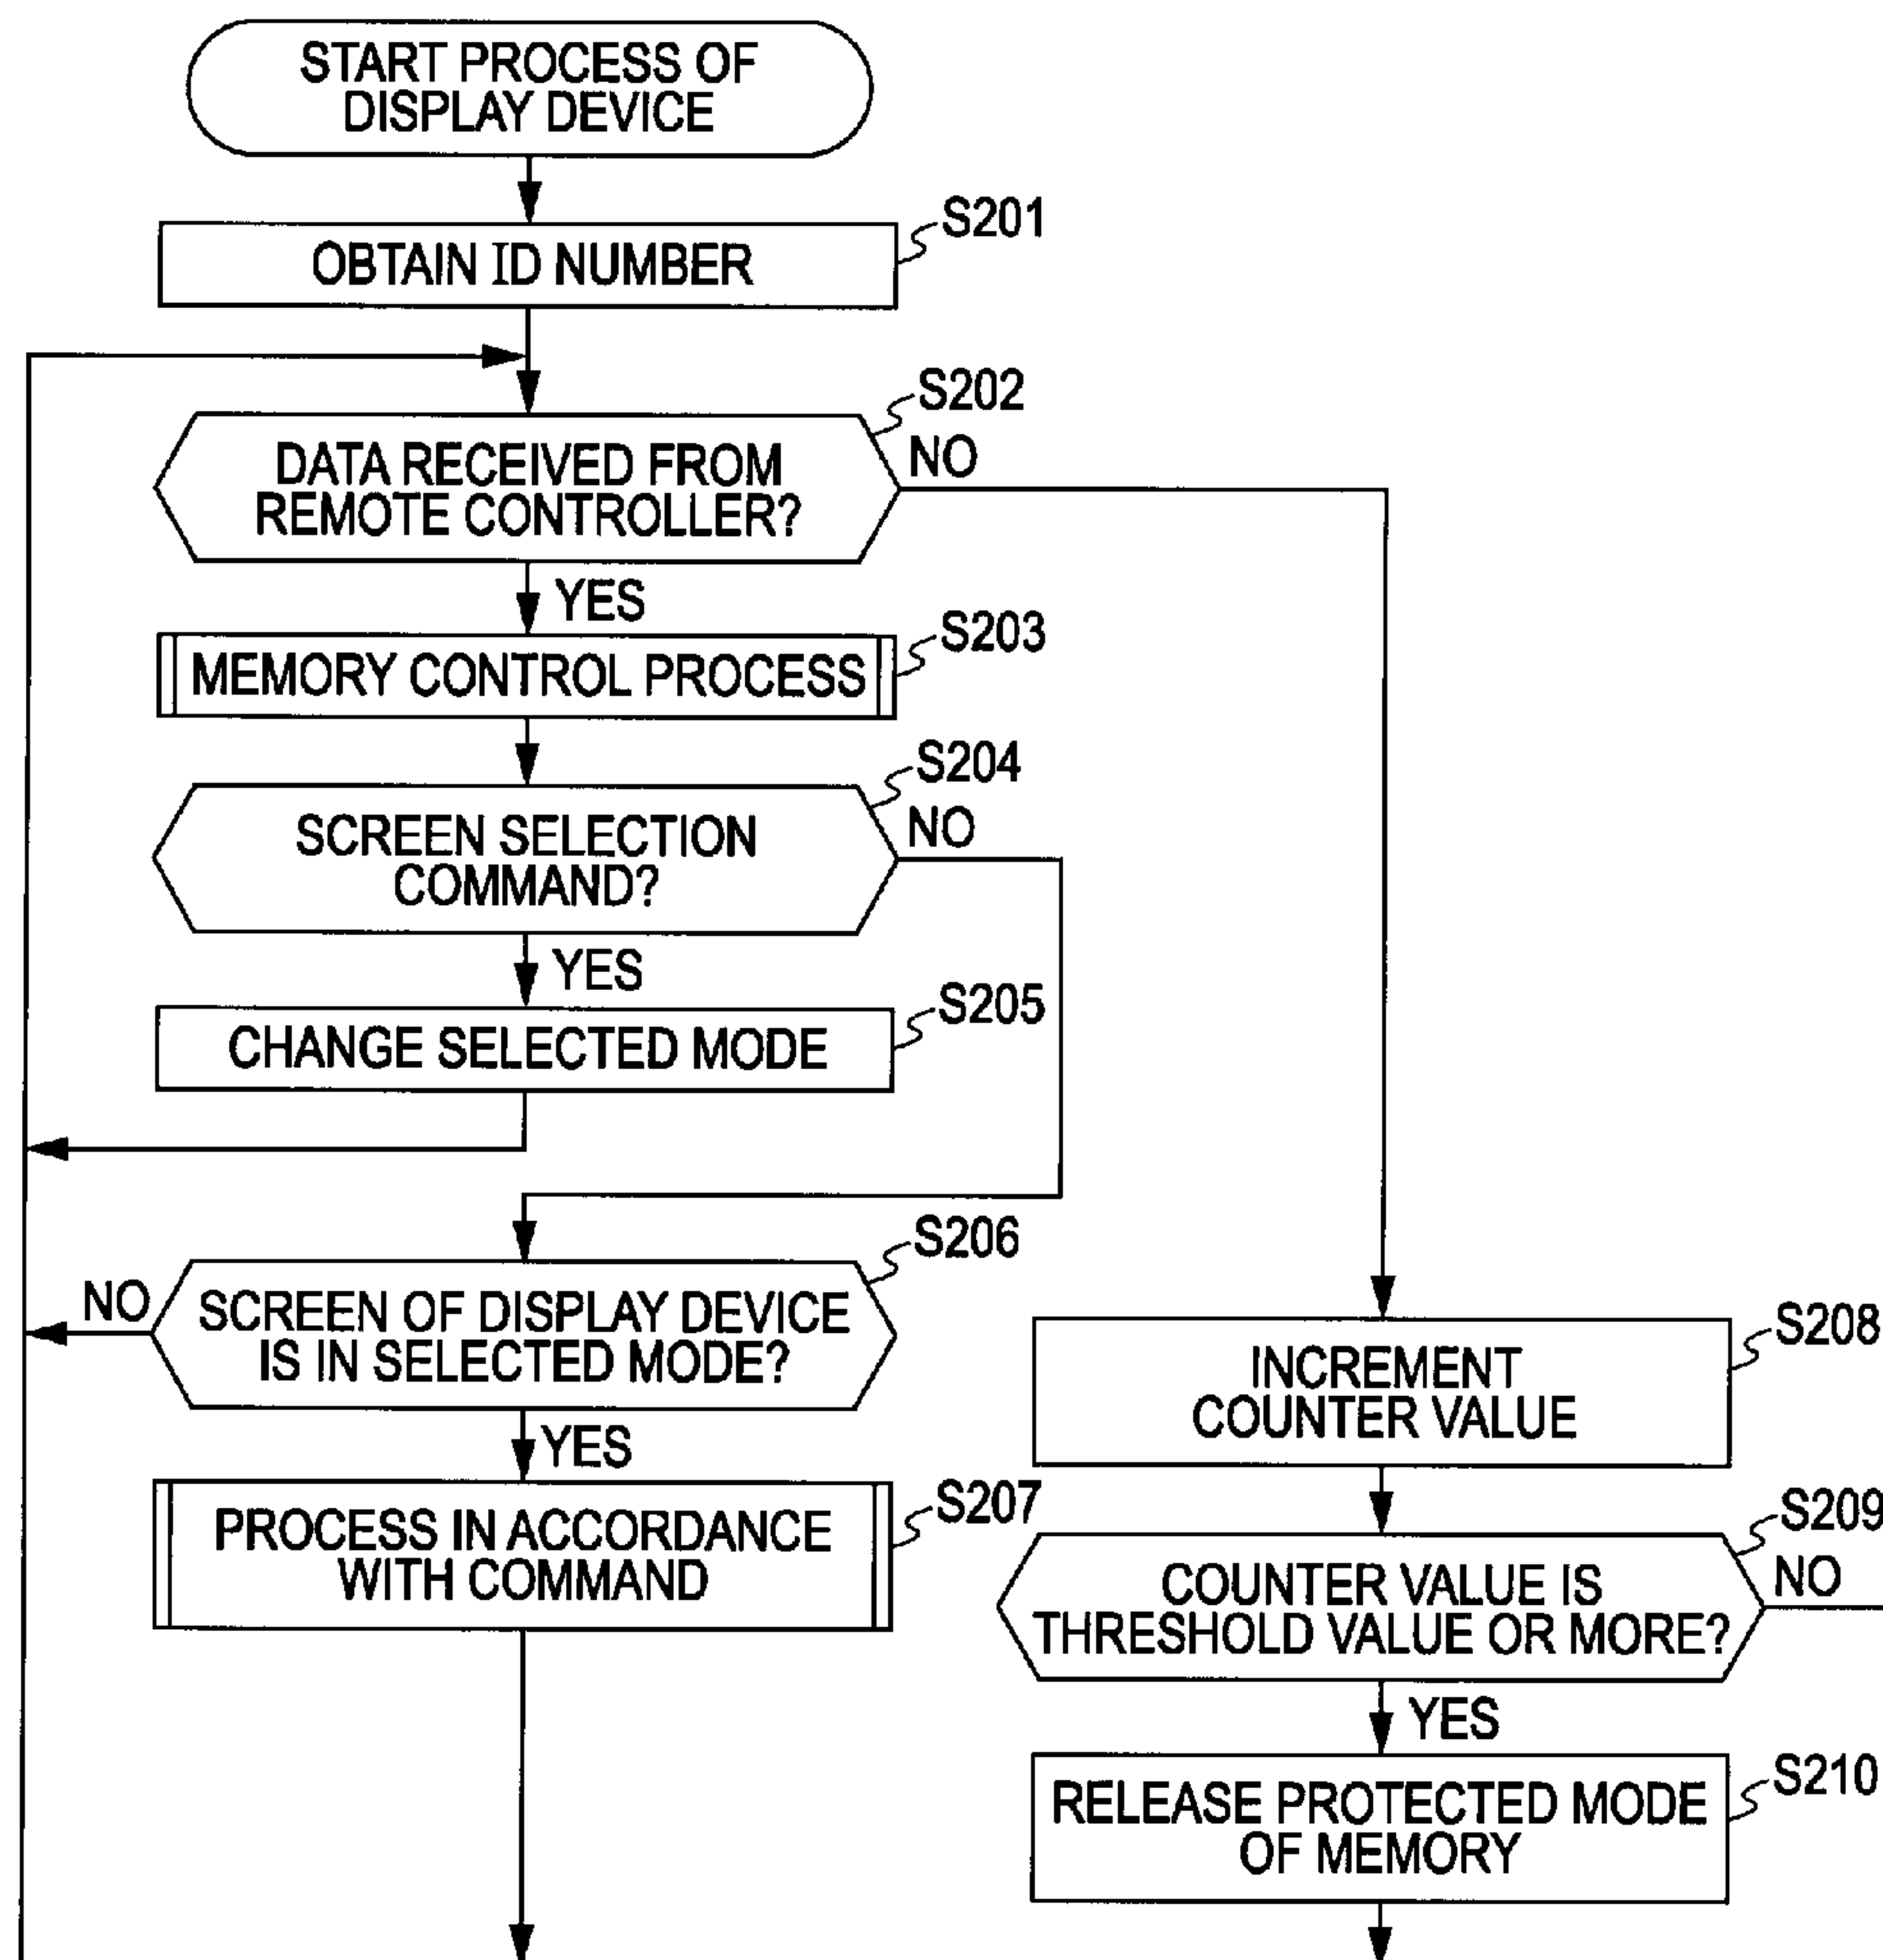 START PROCESS OF
DISPLAY DEVICE
S201
OBTAIN ID NUMBER
S202
DATA RECEIVED FROM
REMOTE CONTROLLER?
NO
YES
S203
MEMORY CONTROL PROCESS
S204
SCREEN SELECTION
COMMAND?
NO
YES
S205
CHANGE SELECTED MODE
S206
NO
SCREEN OF DISPLAY DEVICE
IS IN SELECTED MODE?
YES
S207
PROCESS IN ACCORDANCE
WITH COMMAND
S208
INCREMENT
COUNTER VALUE
S209
COUNTER VALUE IS
THRESHOLD VALUE OR MORE?
NO
YES
S210
RELEASE PROTECTED MODE
OF MEMORY